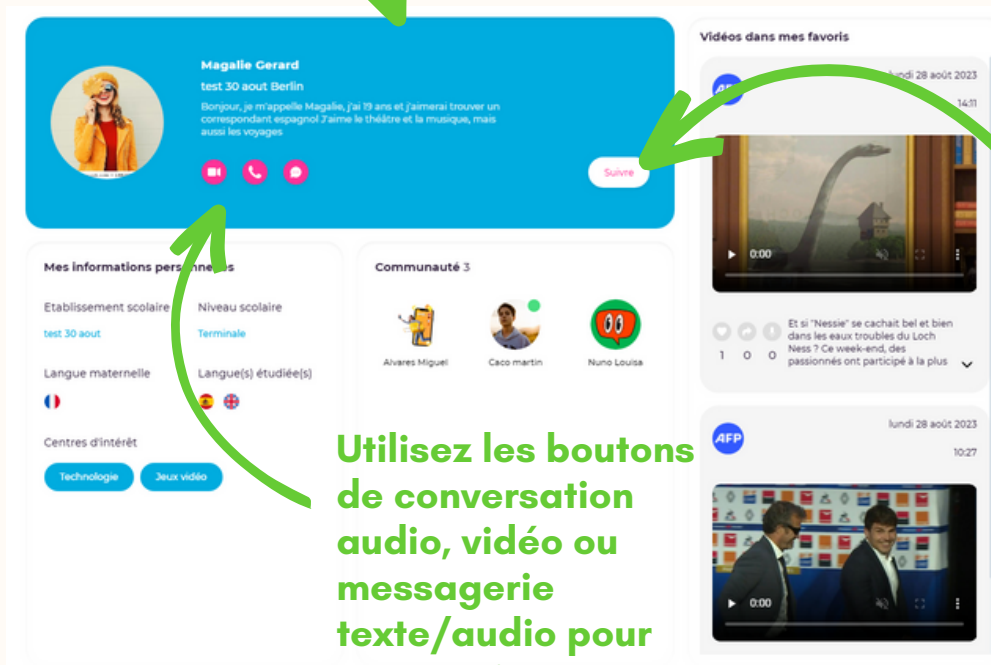 Magalie Gerard
test 30 aout Berlin
Bonjour, je m'appelle Magalie, j'ai 19 ans et j'aimerai trouver un
correspondant espagnol J'aime le théâtre et la musique, mais
aussi les voyages
Suivre
Mes informations
Etablissement scolaire
Niveau scolaire
test 30 aout
Terminale
Langue maternelle
Langue(s) étudiée(s)
Centres d'intérêt
Technologie
Jeux vidéo
Communauté 3
Alvares Miguel
Caco martin
Nuno Louisa
Utilisez les boutons
de conversation
audio, vidéo ou
messagerie
texte/audio pour
Vidéos dans mes favoris
lundi 28 août 2023
14:11
0:00
1 0 0
Et si "Nessie" se cachait bel et bien
dans les eaux troubles du Loch
Ness ? Ce week-end, des
passionnés ont participé à la plus
AFP
lundi 28 août 2023
10:27
0:00